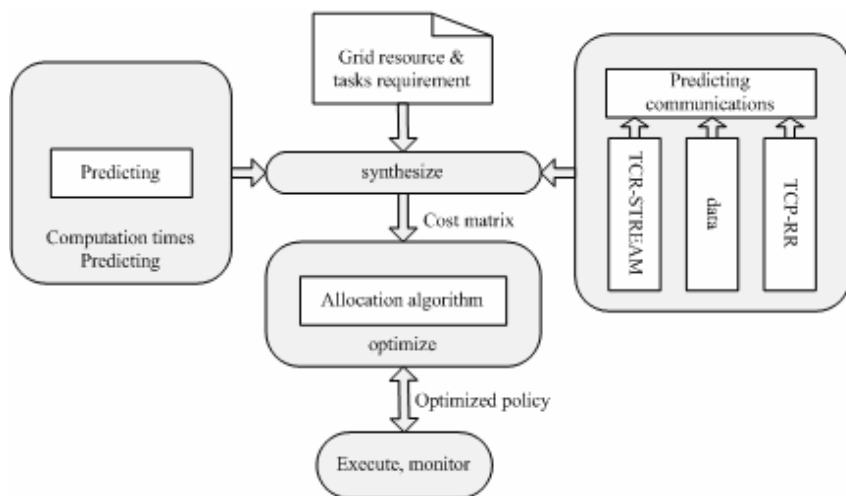 Grid resource &
tasks requirement
Predicting
Computation times
Predicting
synthesize
Predicting
communications
TCR-STREAM
data
TCP-RR
Cost matrix
Allocation algorithm
optimize
Optimized policy
Execute, monitor